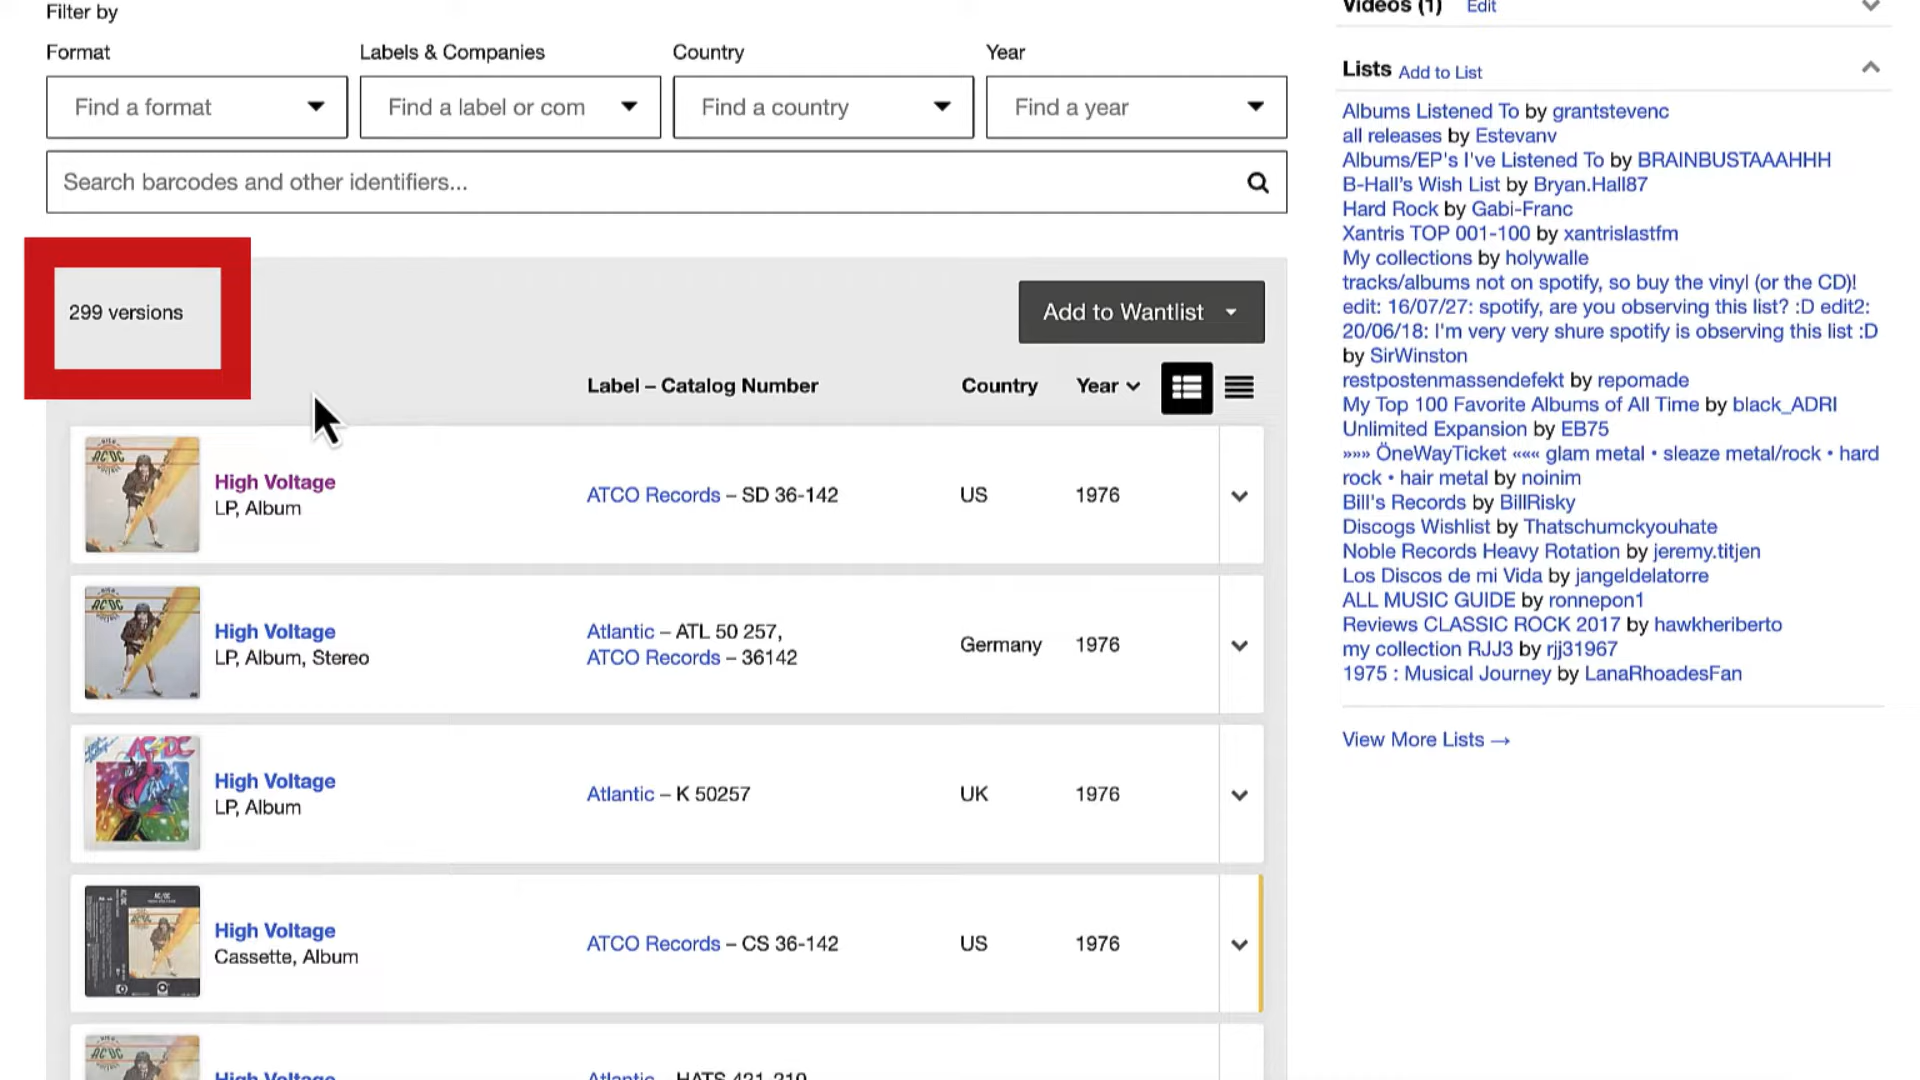 Filter by
Format
Labels & Companies
Country
Year
Find a format
Find a label or com
Find a country
Find a year
Search barcodes and other identifiers...
299 versions
Add to Wantlist
Label – Catalog Number
Country
Year
High Voltage
LP, Album
ATCO Records – SD 36-142
US
1976
High Voltage
LP, Album, Stereo
Atlantic – ATL 50 257,
ATCO Records – 36142
Germany
1976
High Voltage
LP, Album
Atlantic – K 50257
UK
1976
High Voltage
Cassette, Album
ATCO Records – CS 36-142
US
1976
High Voltage
Atlantic
Videos (1) Edit
Lists Add to List
Albums Listened To by grantstevenc
all releases by Estevanv
Albums/EP's I've Listened To by BRAINBUSTAAAHHH
B-Hall's Wish List by Bryan.Hall87
Hard Rock by Gabi-Franc
Xantris TOP 001-100 by xantrislastfm
My collections by holywalle
tracks/albums not on spotify, so buy the vinyl (or the CD)!
edit: 16/07/27: spotify, are you observing this list? :D edit2:
20/06/18: I'm very very shure spotify is observing this list :D
by SirWinston
restpostenmassendefekt by repomade
My Top 100 Favorite Albums of All Time by black_ADRI
Unlimited Expansion by EB75
»»» ÖneWayTicket ««« glam metal • sleaze metal/rock • hard
rock • hair metal by noinim
Bill's Records by BillRisky
Discogs Wishlist by Thatschumckyouhate
Noble Records Heavy Rotation by jeremy.titjen
Los Discos de mi Vida by jangeldelatorre
ALL MUSIC GUIDE by ronnepon1
Reviews CLASSIC ROCK 2017 by hawkheriberto
my collection RJJ3 by rjj31967
1975 : Musical Journey by LanaRhoadesFan
View More Lists →